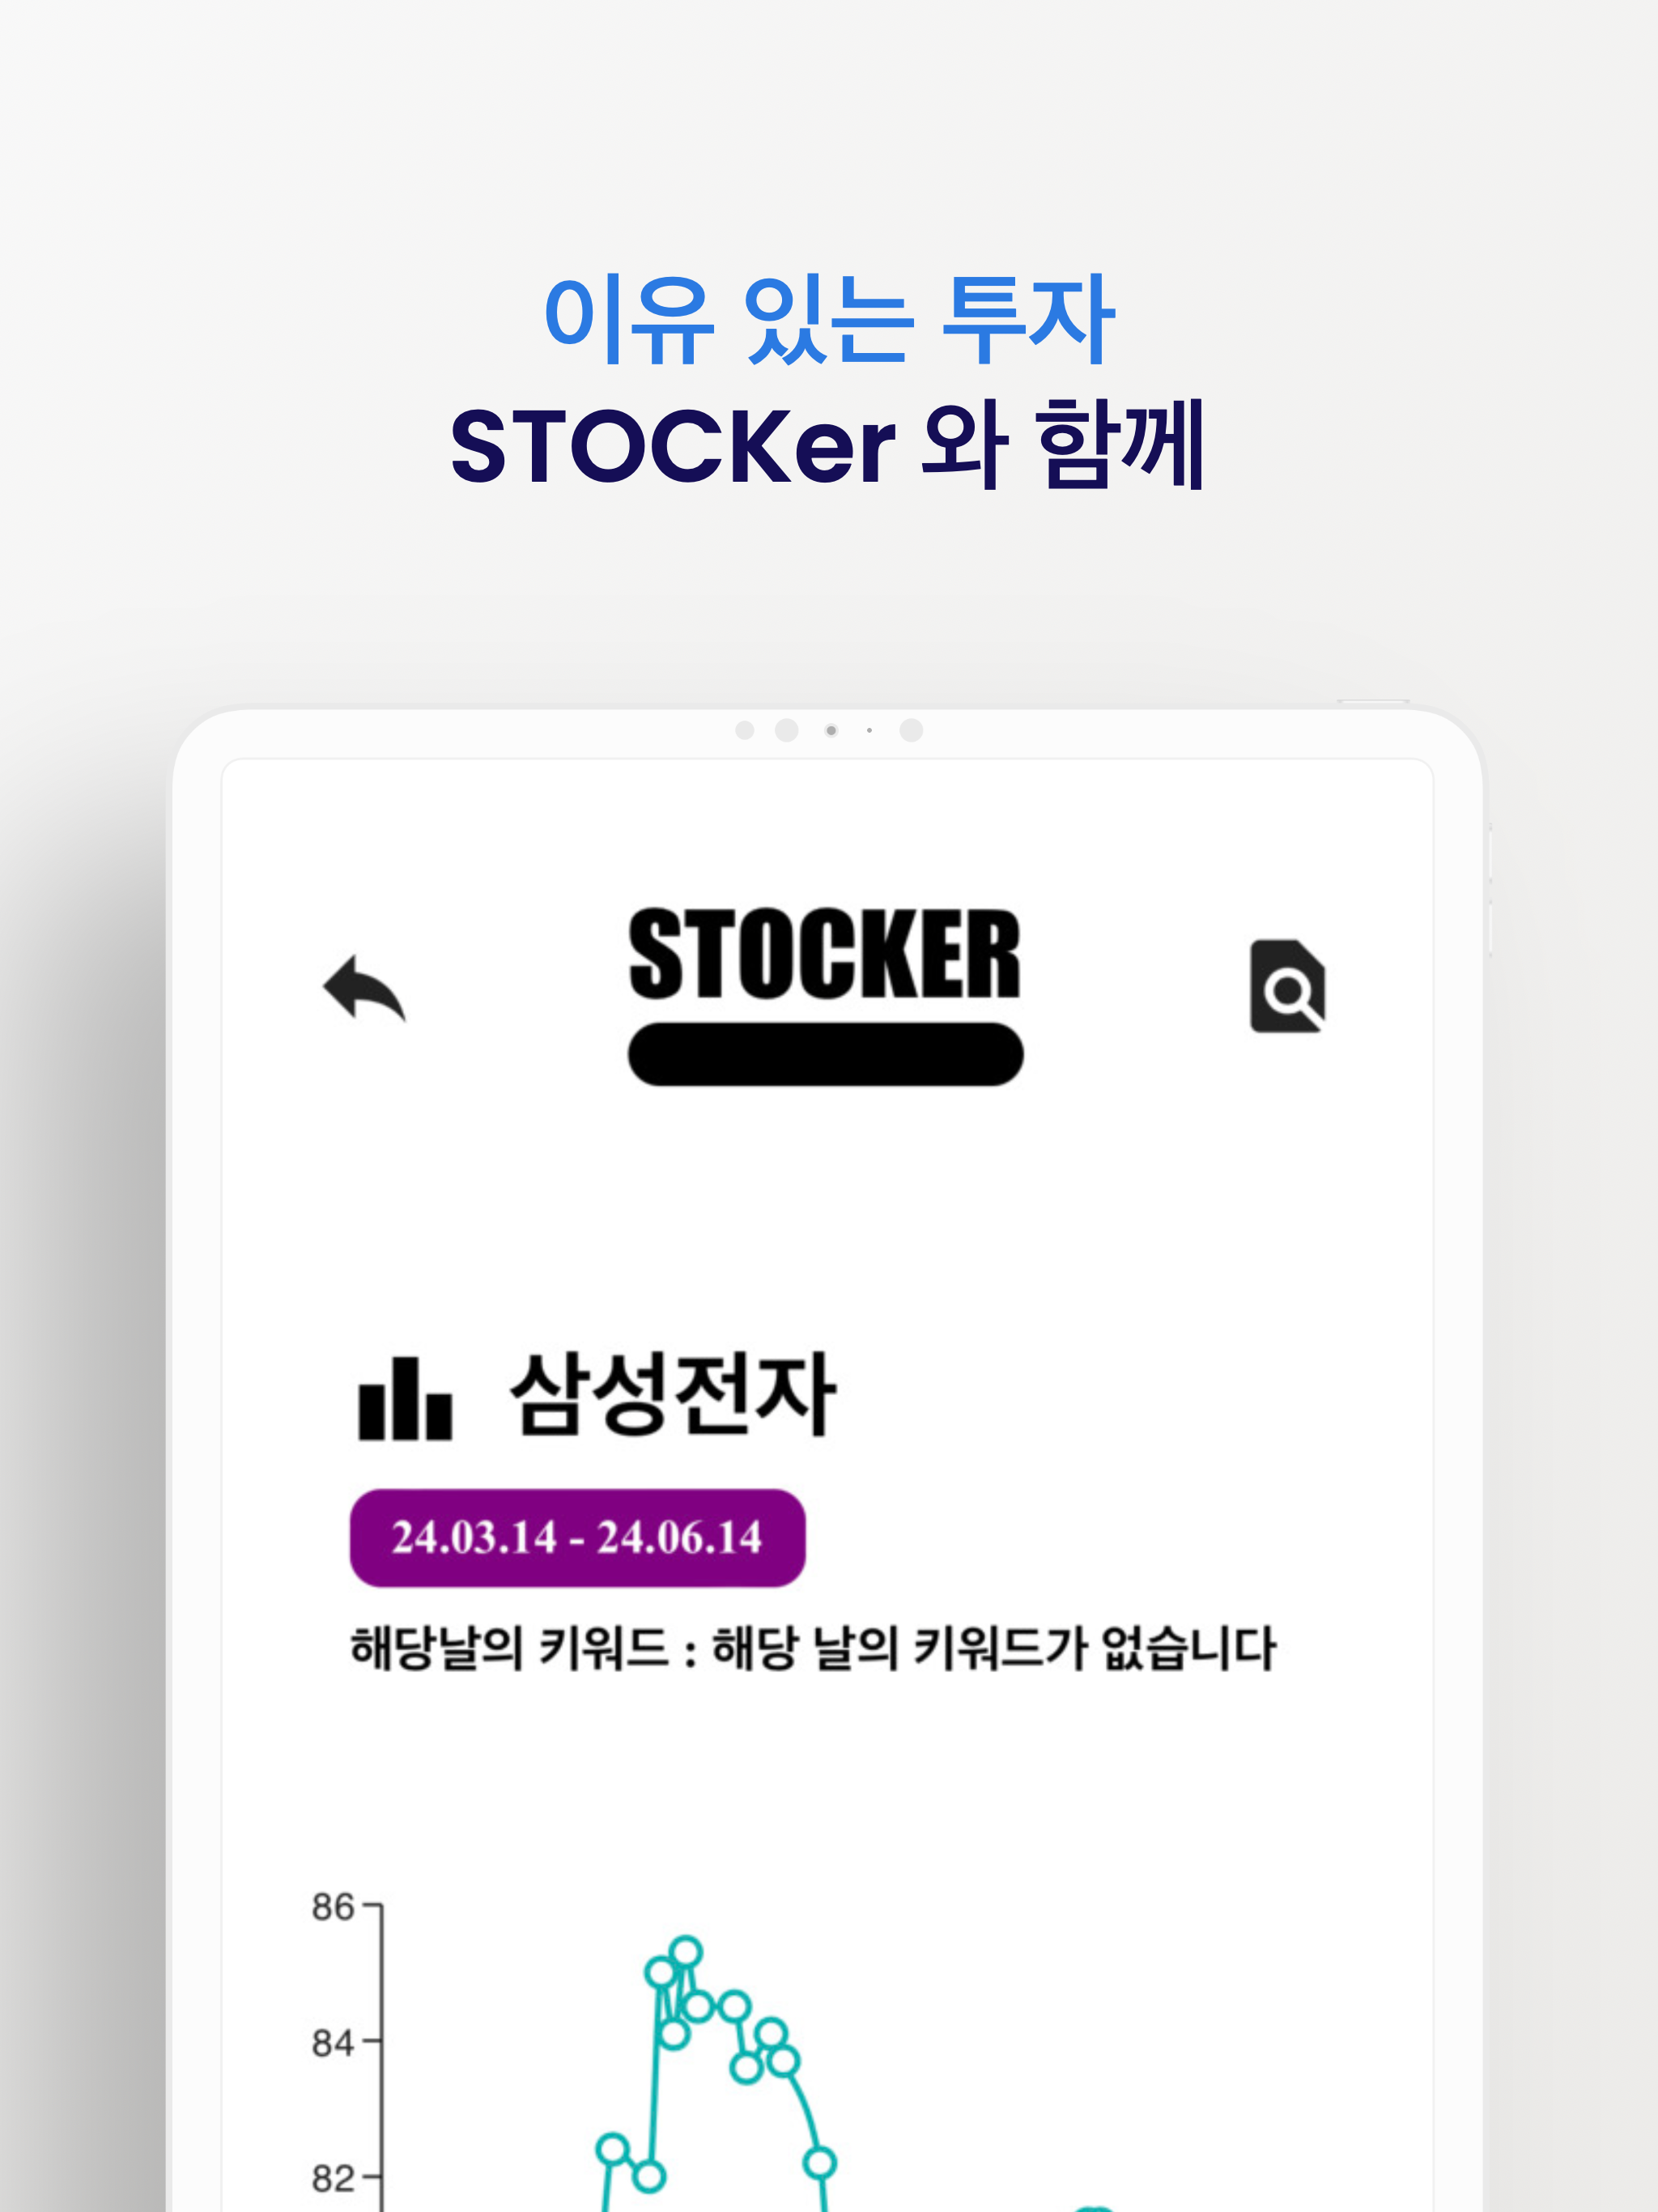 이유 있는 투자
STOCKer 와 함께
STOCKER
삼성전자
24.03.14 - 24.06.14
해당날의 키워드 : 해당 날의 키워드가 없습니다
86
84
82